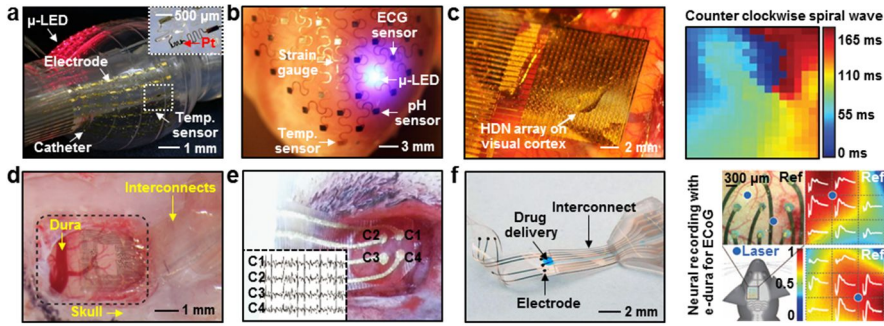 a
500 µm
µ-LED
Pt
Electrode
Temp.
sensor
Catheter
1 mm
b
ECG
sensor
Strain
gauge
µ-LED
pH
sensor
Temp.
sensor
3 mm
c
HDN array on
visual cortex
2 mm
Counter clockwise spiral wave
165 ms
110 ms
55 ms
0 ms
d
Interconnects
Dura
Skull
1 mm
e
C2
C1
C3
C4
C1
C2
C3
C4
f
Drug
delivery
Interconnect
Electrode
2 mm
Neural recording with
e-dura for ECoG
300 µm
Ref
Ref
Laser
1
0.5
0